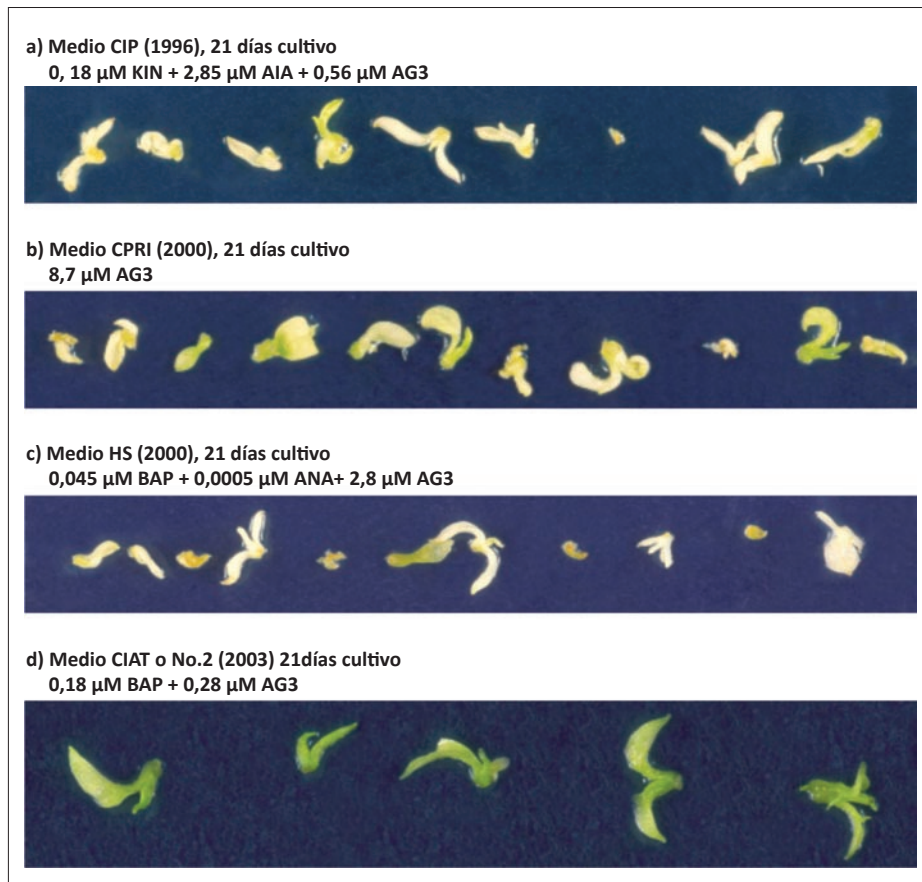 a) Medio CIP (1996), 21 días cultivo
0, 18 µM KIN + 2,85 µM AIA + 0,56 µM AG3
b) Medio CPRI (2000), 21 días cultivo
8,7 µM AG3
c) Medio HS (2000), 21 días cultivo
0,045 µM BAP + 0,0005 µM ANA+ 2,8 µM AG3
d) Medio CIAT o No.2 (2003) 21días cultivo
0,18 µM BAP + 0,28 µM AG3